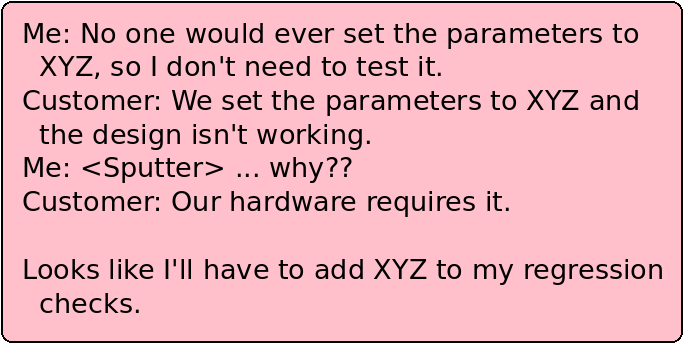 Me: No one would ever set the parameters to
XYZ, so I don't need to test it.
Customer: We set the parameters to XYZ and
the design isn't working.
Me: <Sputter> ... why??
Customer: Our hardware requires it.
Looks like I'll have to add XYZ to my regression
checks.